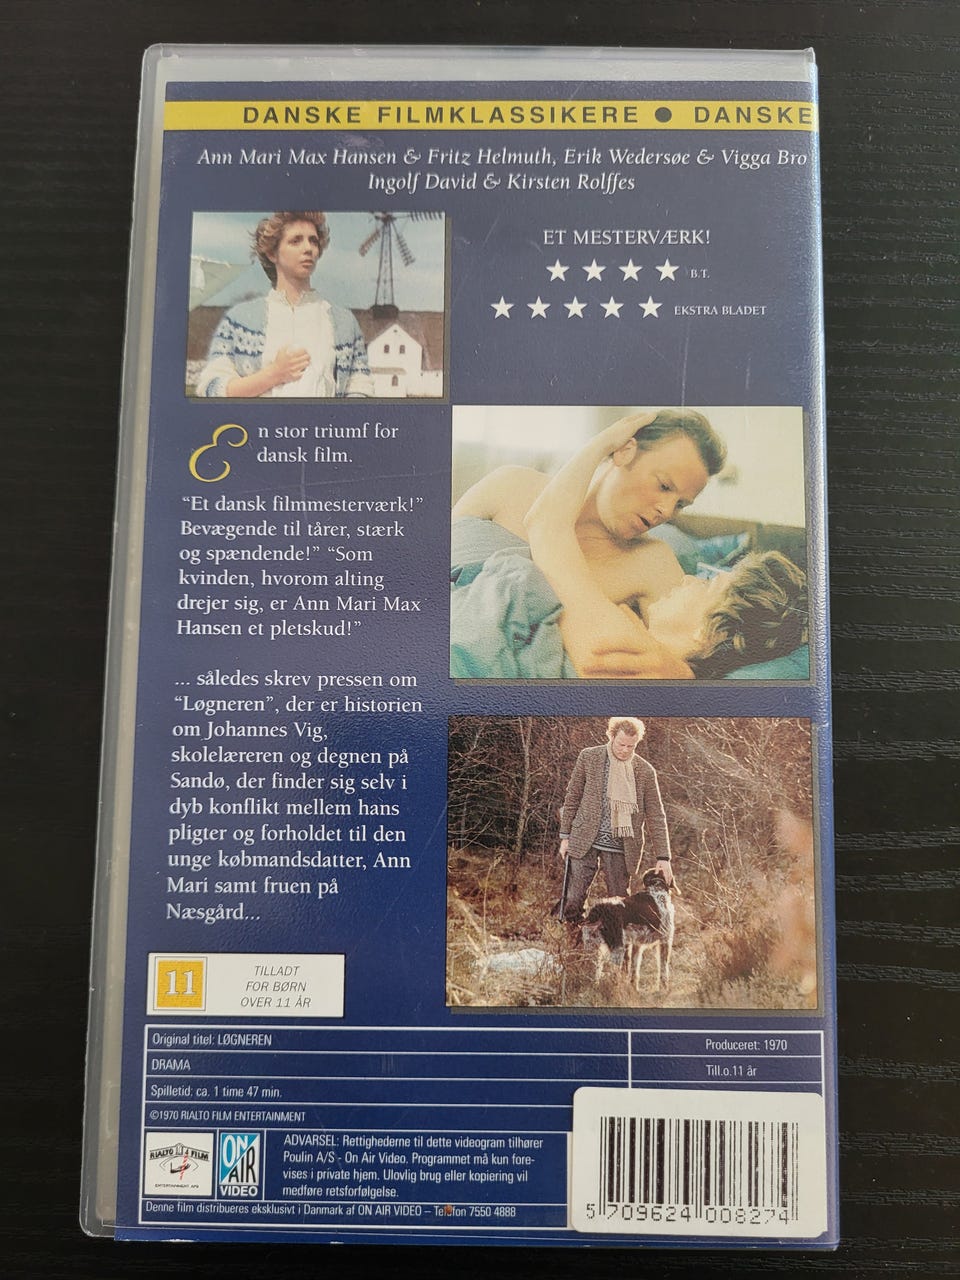 DANSKE FILMKLASSIKERE ● DANSKE
Ann Mari Max Hansen & Fritz Helmuth, Erik Wedersøe & Vigga Bro
Ingolf David & Kirsten Rolffes
ET MESTERVÆRK!
★ ★ ★ ★ B.T.
★ ★ ★ ★ ★ EKSTRA BLADET
En stor triumf for
dansk film.
“Et dansk filmmesterværk!”
Bevægende til tårer, stærk
og spændende!” “Som
kvinden, hvorom alting
drejer sig, er Ann Mari Max
Hansen et pletskud!”
... således skrev pressen om
“Løgneren”, der er historien
om Johannes Vig,
skolelæreren og degnen på
Sandø, der finder sig selv i
dyb konflikt mellem hans
pligter og forholdet til den
unge købmandsdatter, Ann
Mari samt fruen på
Næsgård...
11
TILLADT
FOR BØRN
OVER 11 ÅR
Original titel: LØGNEREN
Produceret: 1970
DRAMA
Till.o.11 år
Spilletid: ca. 1 time 47 min.
©1970 RIALTO FILM ENTERTAINMENT
RIALTO FILM
ENTERTAINMENT APS
ON
AIR
VIDEO
ADVARSEL: Rettighederne til dette videogram tilhører
Poulin A/S - On Air Video. Programmet må kun fore-
vises i private hjem. Ulovlig brug eller kopiering vil
medføre retsforfølgelse.
Denne film distribueres eksklusivt i Danmark af ON AIR VIDEO – Telefon 7550 4888
5 709624 008274